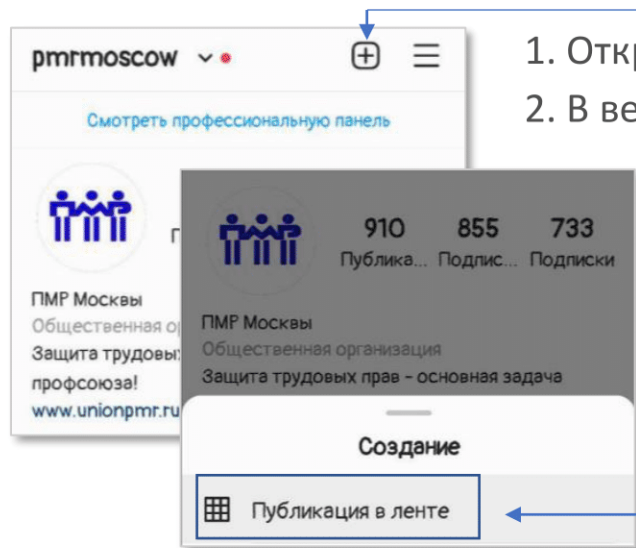 pmrmoscow
1. Откр
2. В ве
Смотреть профессиональную панель
ПМР Москвы
Общественная ор
Защита трудовы
профсоюза!
www.unionpmr.ru
910 855 733
Публика... Подпис... Подписки
ПМР Москвы
Общественная организация
Защита трудовых прав - основная задача
Создание
Публикация в ленте